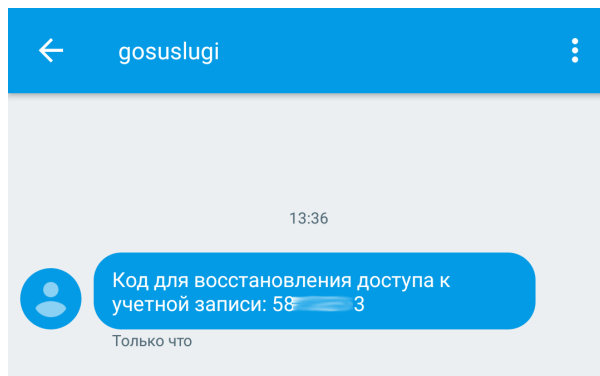 gosuslugi
13:36
Код для восстановления доступа к
учетной записи: 58 3
Только что